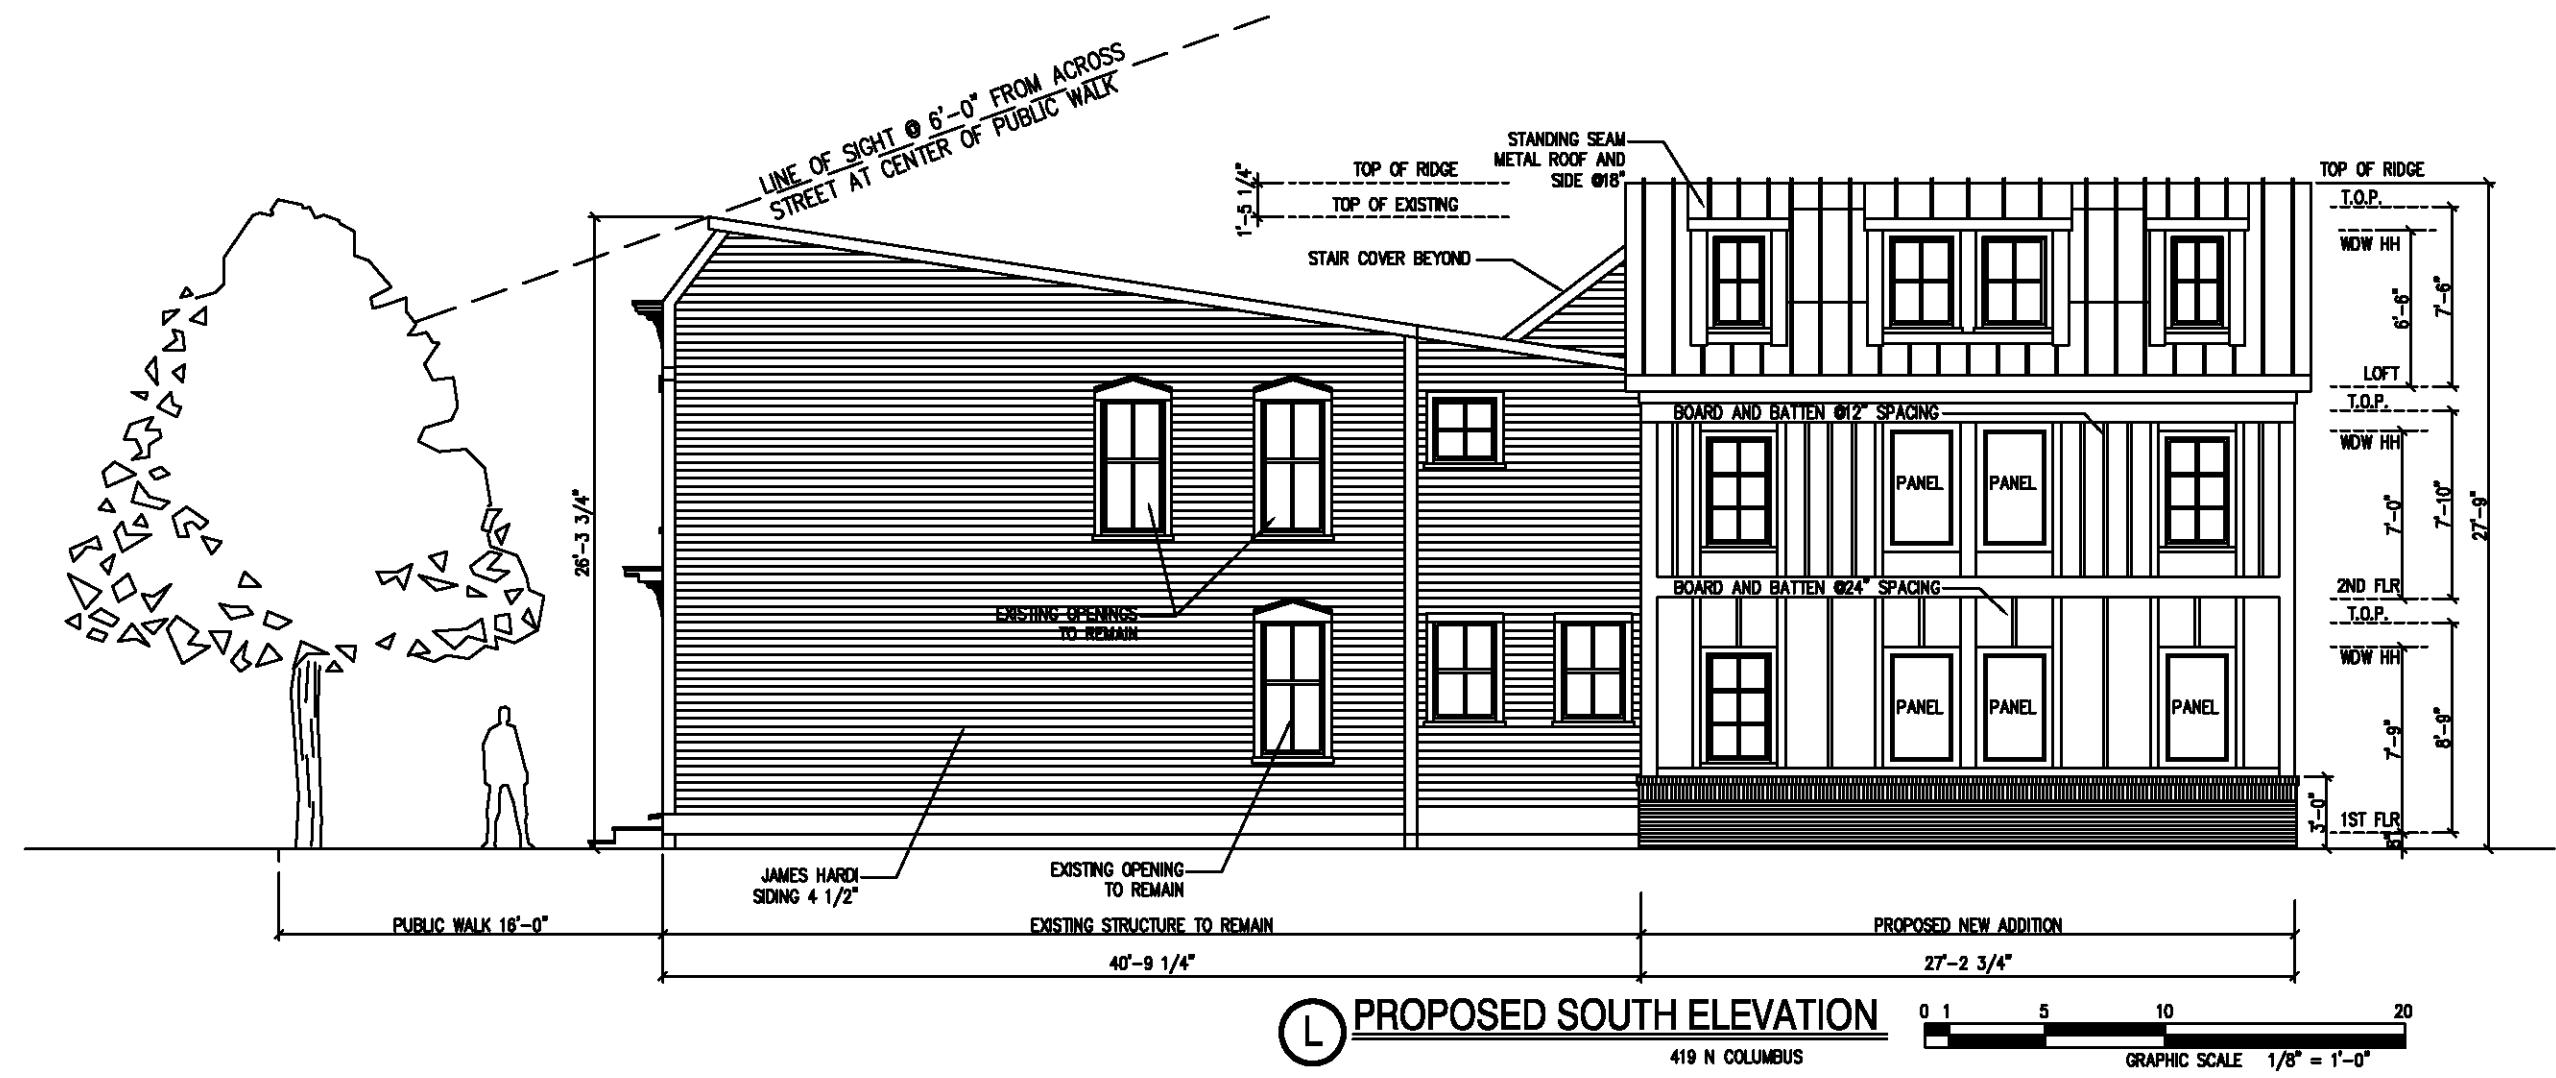 LINE OF SIGHT @ 6'-0" FROM ACROSS
STREET AT CENTER OF PUBLIC WALK
STANDING SEAM
METAL ROOF AND
SIDE @18"
TOP OF RIDGE
TOP OF EXISTING
1'-5 1/4"
STAIR COVER BEYOND
TOP OF RIDGE
T.O.P.
WDW HH
6'-6"
7'-6"
LOFT
T.O.P.
BOARD AND BATTEN @12" SPACING
WDW HH
PANEL
PANEL
26'-3 3/4"
7'-0"
7'-10"
27'-9"
BOARD AND BATTEN @24" SPACING
2ND FLR
T.O.P.
EXISTING OPENINGS
TO REMAIN
WDW HH
PANEL
PANEL
PANEL
7'-9"
8'-9"
3'-0"
1ST FLR
8"
JAMES HARDI
SIDING 4 1/2"
EXISTING OPENING
TO REMAIN
PUBLIC WALK 16'-0"
EXISTING STRUCTURE TO REMAIN
PROPOSED NEW ADDITION
40'-9 1/4"
27'-2 3/4"
L
PROPOSED SOUTH ELEVATION
419 N COLUMBUS
0 1 5 10 20
GRAPHIC SCALE 1/8" = 1'-0"